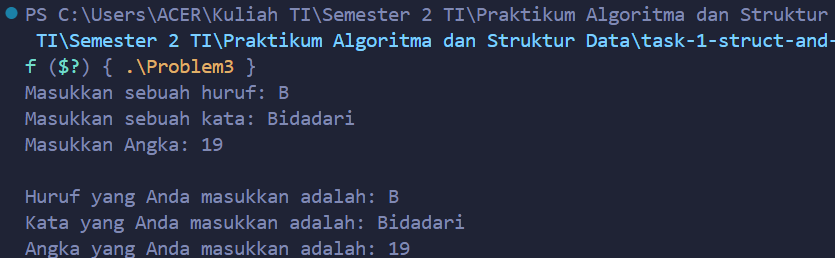 PS C:\Users\ACER\Kuliah TI\Semester 2 TI\Praktikum Algoritma dan Struktur
TI\Semester 2 TI\Praktikum Algoritma dan Struktur Data\task-1-struct-and-
f ($?) { .\Problem3 }
Masukkan sebuah huruf: B
Masukkan sebuah kata: Bidadari
Masukkan Angka: 19
Huruf yang Anda masukkan adalah: B
Kata yang Anda masukkan adalah: Bidadari
Angka yang Anda masukkan adalah: 19